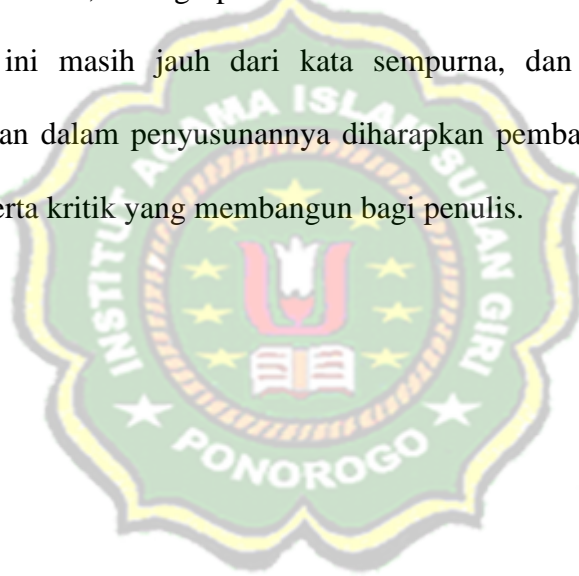 ini masih jauh dari kata sempurna, dan
an dalam penyusunannya diharapkan pemba
erta kritik yang membangun bagi penulis.
INSTITUT AGAMA ISLAM SUNAN GIRI
PONOROGO